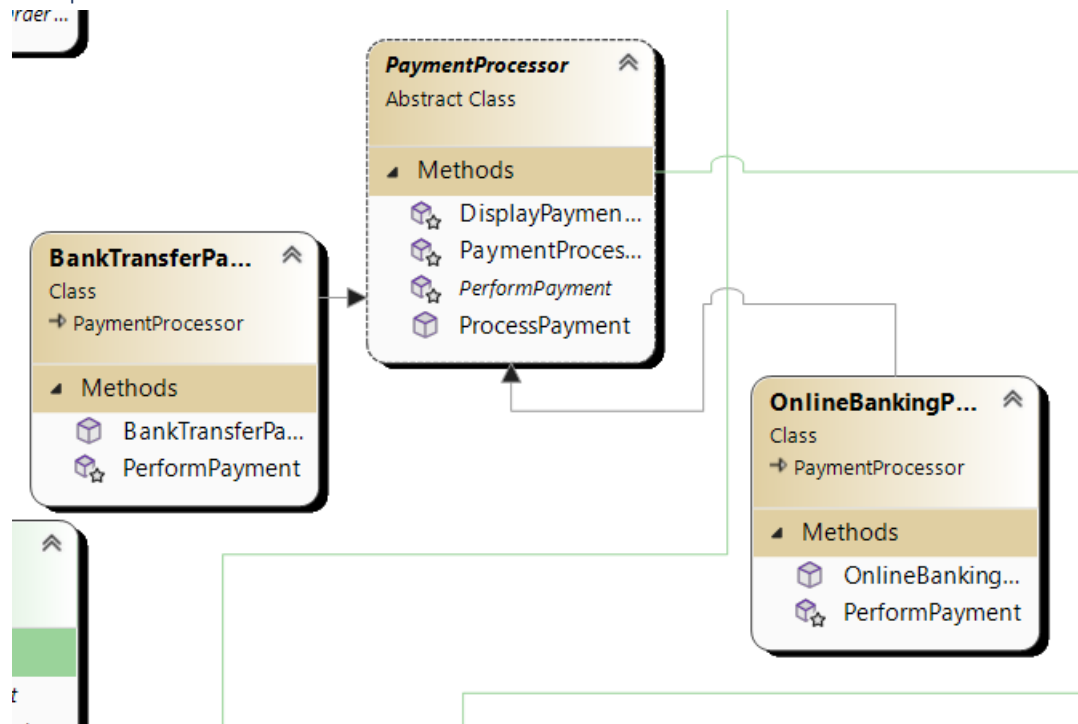 PaymentProcessor
Abstract Class
Methods
DisplayPaymen...
PaymentProces...
PerformPayment
ProcessPayment
BankTransferPa...
Class
PaymentProcessor
Methods
BankTransferPa...
PerformPayment
OnlineBankingP...
Class
PaymentProcessor
Methods
OnlineBanking...
PerformPayment